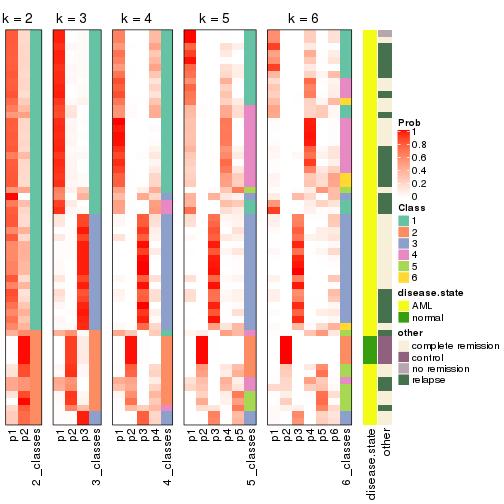 k = 2 k = 3 k = 4 k = 5 k = 6
Prob
1
0.8
0.6
0.4
0.2
0
Class
1
2
3
4
5
6
disease.state
AML
normal
other
complete remission
control
no remission
relapse
p1 p2 2_classes p1 p2 p3 3_classes p1 p2 p3 p4 4_classes p1 p2 p3 p4 p5 5_classes p1 p2 p3 p4 p5 p6 6_classes disease.state other